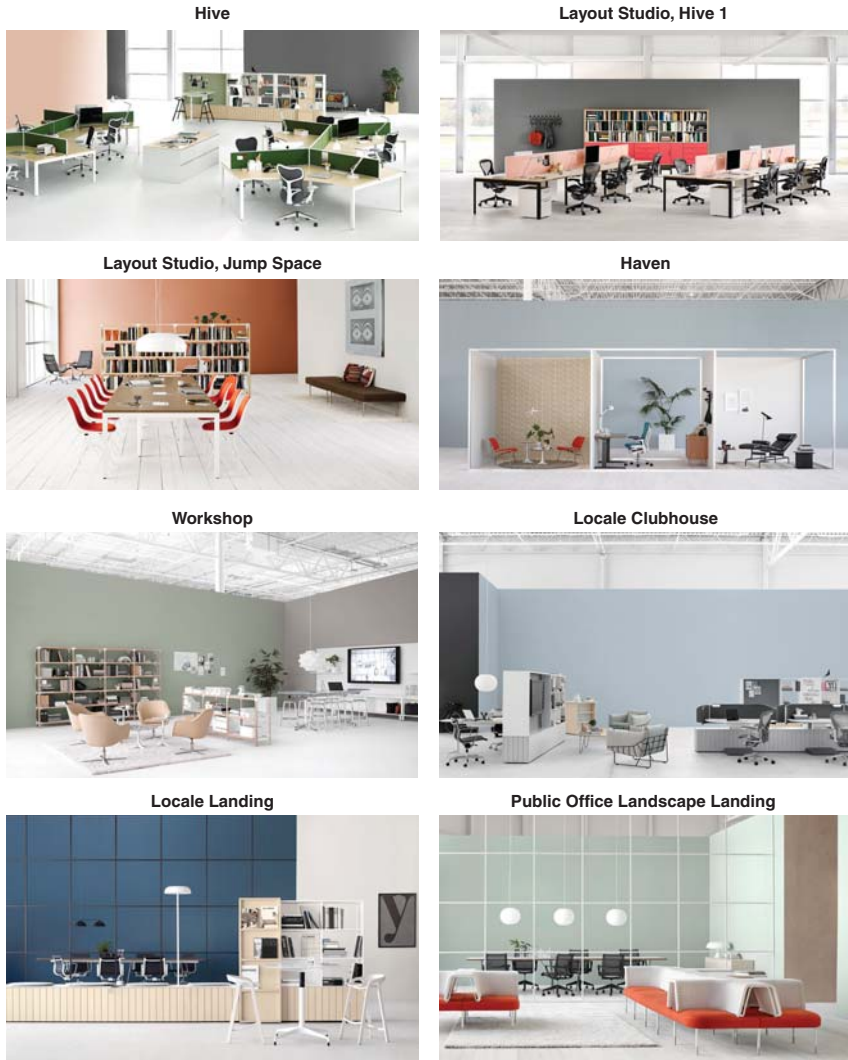 Hive
Layout Studio, Hive 1
Layout Studio, Jump Space
Haven
Workshop
Locale Clubhouse
Locale Landing
Public Office Landscape Landing
y